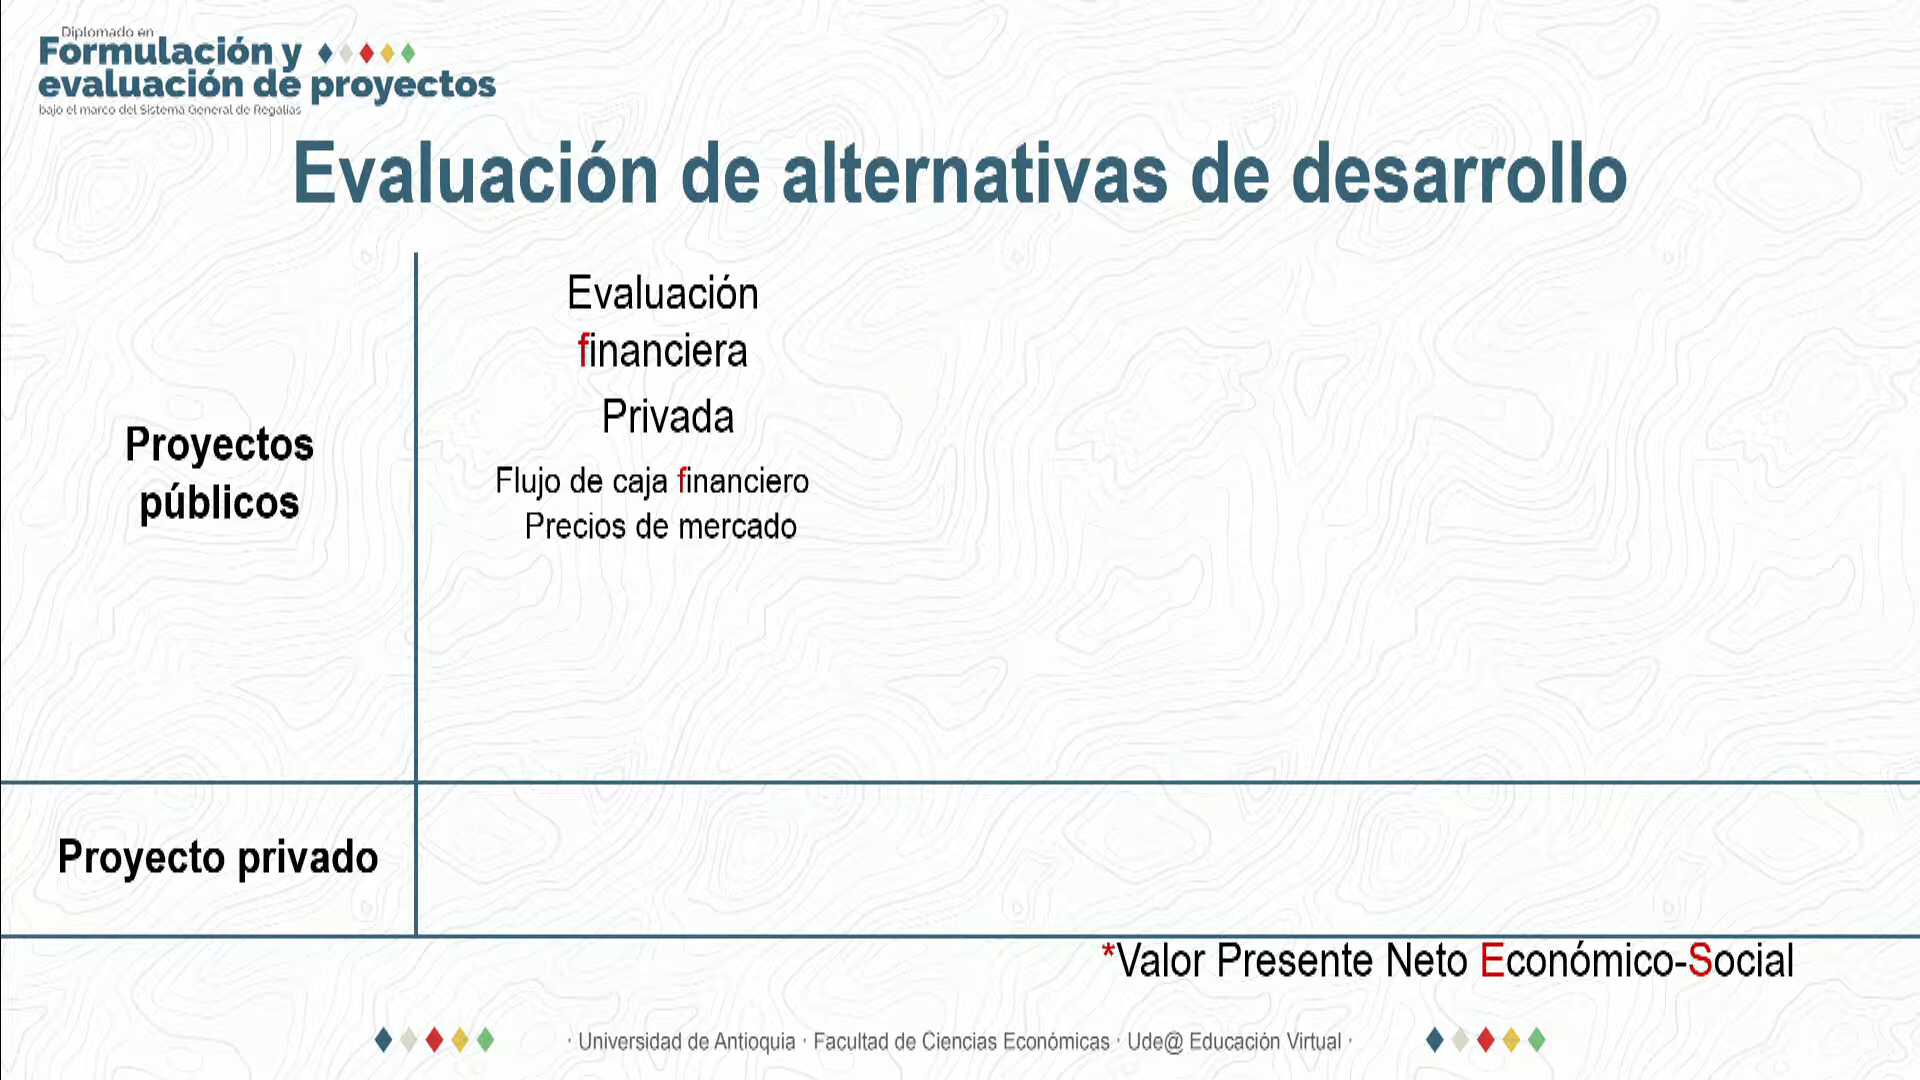 Diplomado en
Formulación y
evaluación de proyectos
bajo el marco del Sistema General de Regalías
Evaluación de alternativas de desarrollo
Evaluación
financiera
Privada
Proyectos
públicos
Flujo de caja financiero
Precios de mercado
Proyecto privado
*Valor Presente Neto Económico-Social
· Universidad de Antioquia · Facultad de Ciencias Económicas · Ude@ Educación Virtual ·